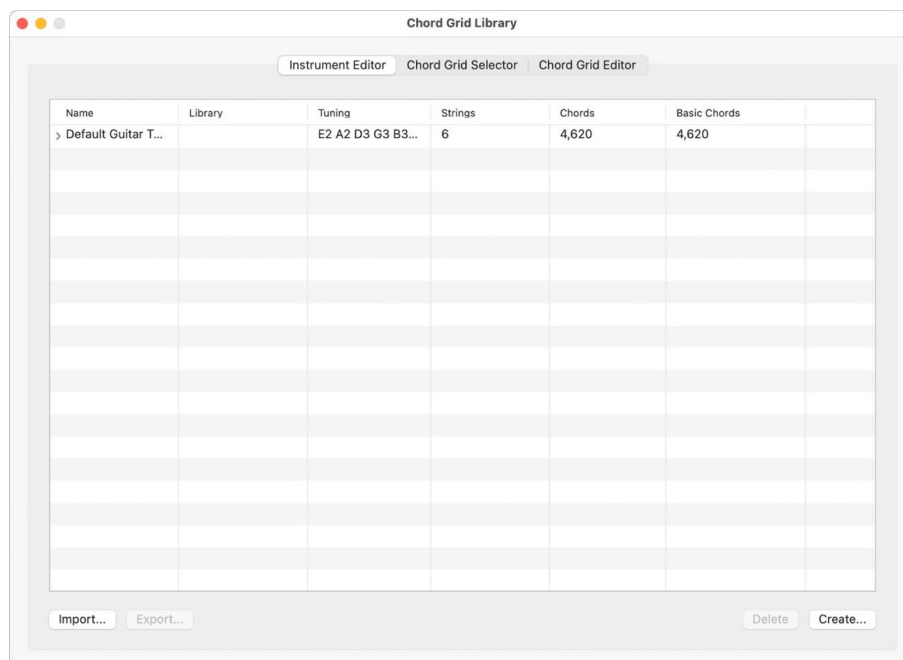 Chord Grid Library
Instrument Editor Chord Grid Selector Chord Grid Editor
Name Library Tuning Strings Chords Basic Chords
Default Guitar T... E2 A2 D3 G3 B3... 6 4,620 4,620
Import... Export... Delete Create...